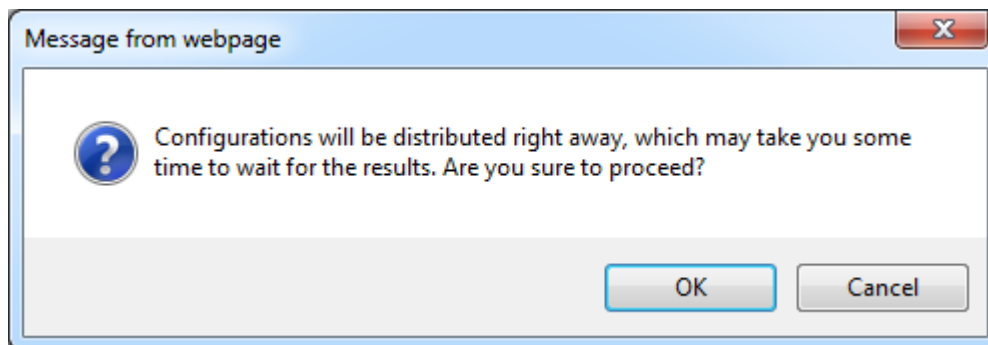 Message from webpage
Configurations will be distributed right away, which may take you some
time to wait for the results. Are you sure to proceed?
OK
Cancel